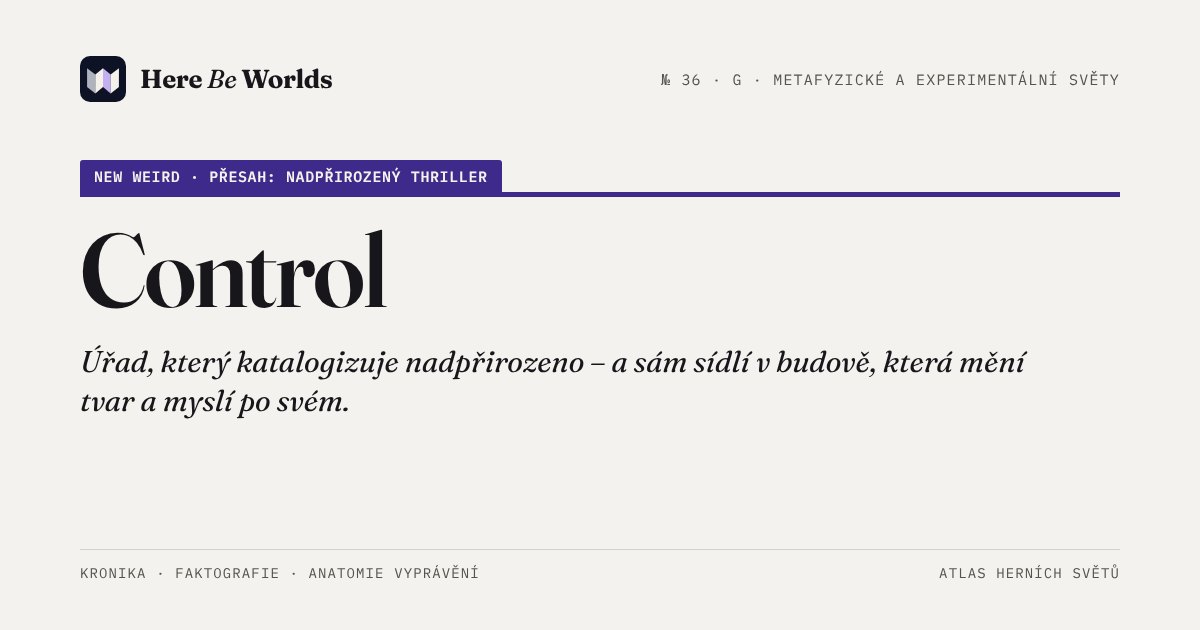 Here Be Worlds
№ 36 · G · METAFYZICKÉ A EXPERIMENTÁLNÍ SVĚTY
NEW WEIRD · PŘESAH: NADPŘIROZENÝ THRILLER
Control
Úřad, který katalogizuje nadpřirozeno – a sám sídlí v budově, která mění
tvar a myslí po svém.
KRONIKA · FAKTOGRAFIE · ANATOMIE VYPRÁVĚNÍ
ATLAS HERNÍCH SVĚTŮ